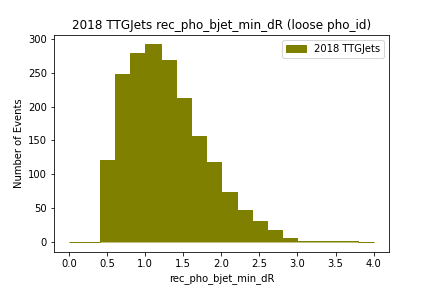 2018 TTGJets rec_pho_bjet_min_dR (loose pho_id)
2018 TTGJets
Number of Events
300
250
200
150
100
50
0
0.0 0.5 1.0 1.5 2.0 2.5 3.0 3.5 4.0
rec_pho_bjet_min_dR